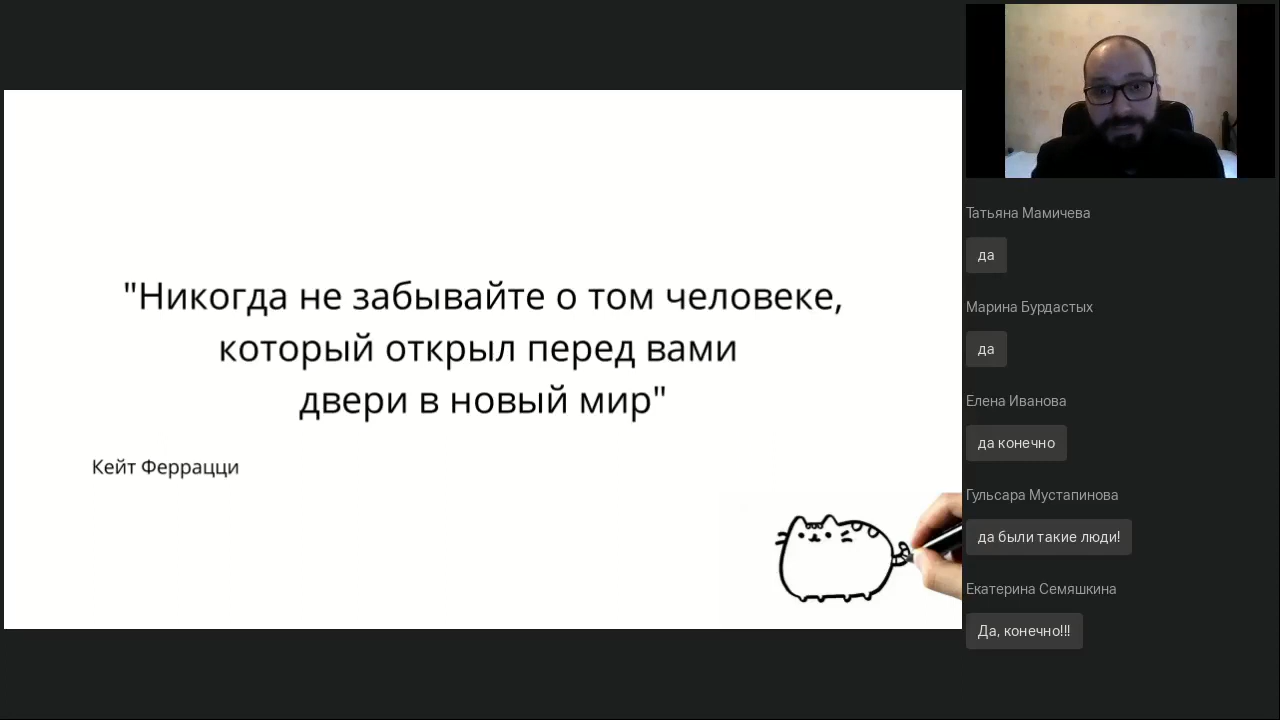 "Никогда не забывайте о том человеке,
который открыл перед вами
двери в новый мир"
Кейт Феррацци
Татьяна Мамичева
да
Марина Бурдастых
да
Елена Иванова
да конечно
Гульсара Мустапинова
да были такие люди!
Екатерина Семяшкина
Да, конечно!!!